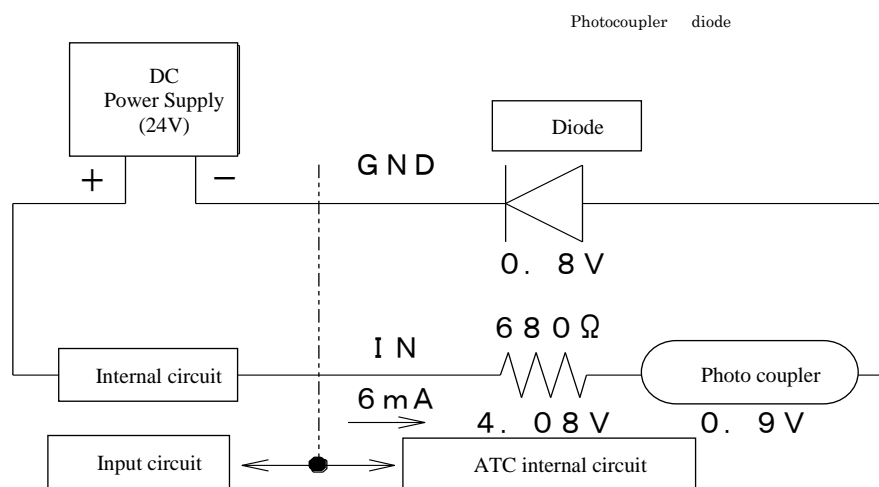 Photocoupler diode
DC
Power Supply
(24V)
Diode
+
−
GND
0. 8V
680Ω
IN
Internal circuit
Photo coupler
6mA
4. 08V
0. 9V
Input circuit
ATC internal circuit